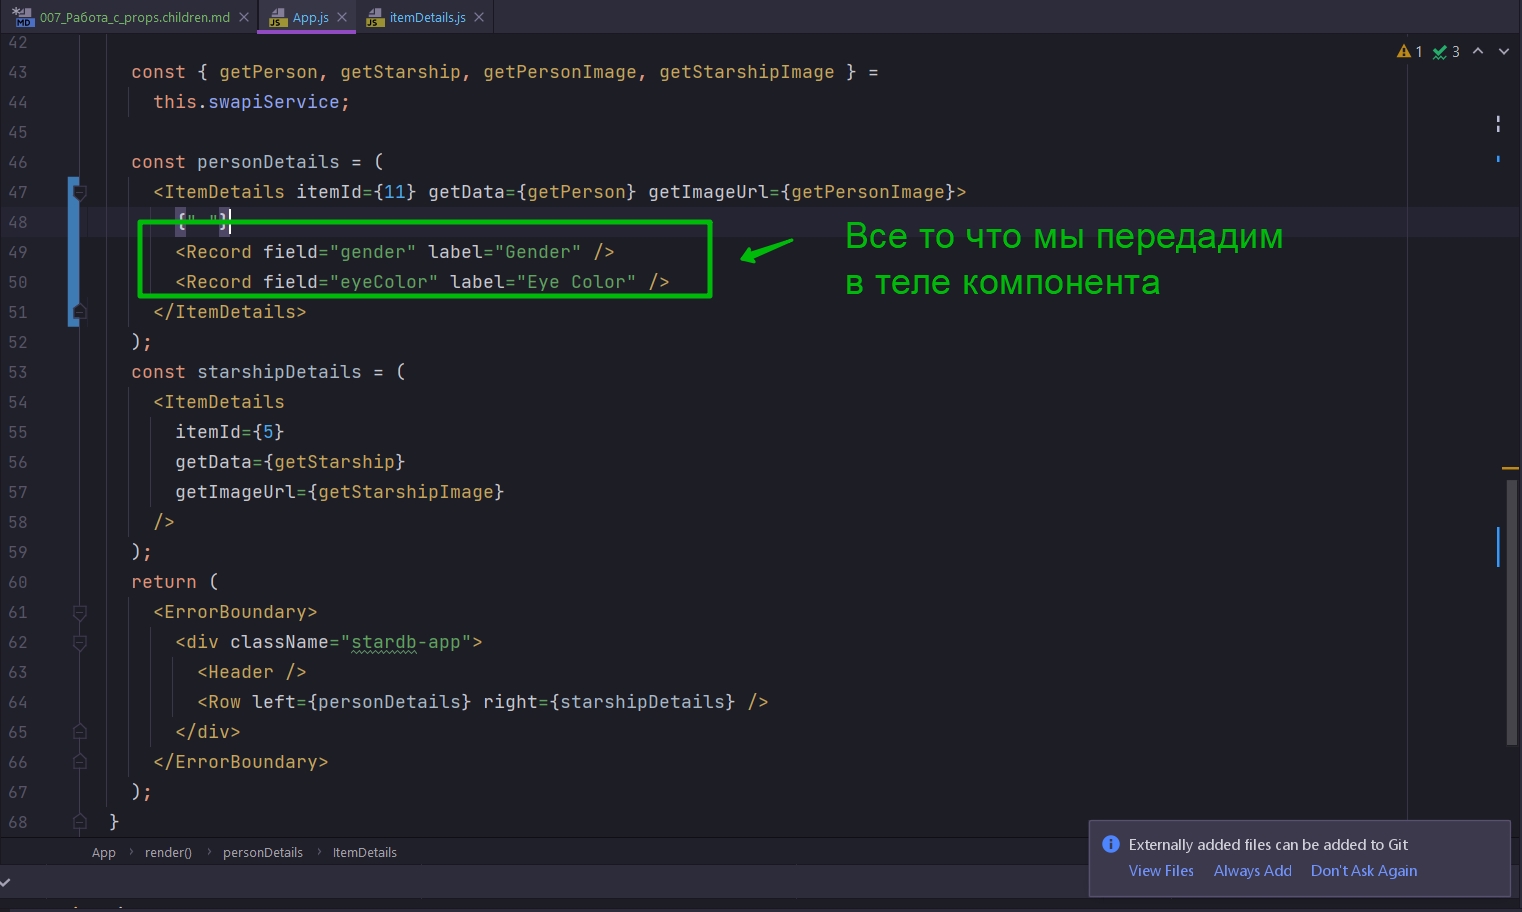 007_Работа_с_props.children.md App.js itemDetails.js
42
43 const { getPerson, getStarship, getPersonImage, getStarshipImage } =
44 this.swapiService;
45
46 const personDetails = (
47 <ItemDetails itemId={11} getData={getPerson} getImageUrl={getPersonImage}>
48 {" "}
49 <Record field="gender" label="Gender" />
50 <Record field="eyeColor" label="Eye Color" />
51 </ItemDetails>
52 );
53 const starshipDetails = (
54 <ItemDetails
55 itemId={5}
56 getData={getStarship}
57 getImageUrl={getStarshipImage}
58 />
59 );
60 return (
61 <ErrorBoundary>
62 <div className="stardb-app">
63 <Header />
64 <Row left={personDetails} right={starshipDetails} />
65 </div>
66 </ErrorBoundary>
67 );
68 }
1 3
Все то что мы передадим
в теле компонента
App render() personDetails ItemDetails
Externally added files can be added to Git
View Files Always Add Don't Ask Again